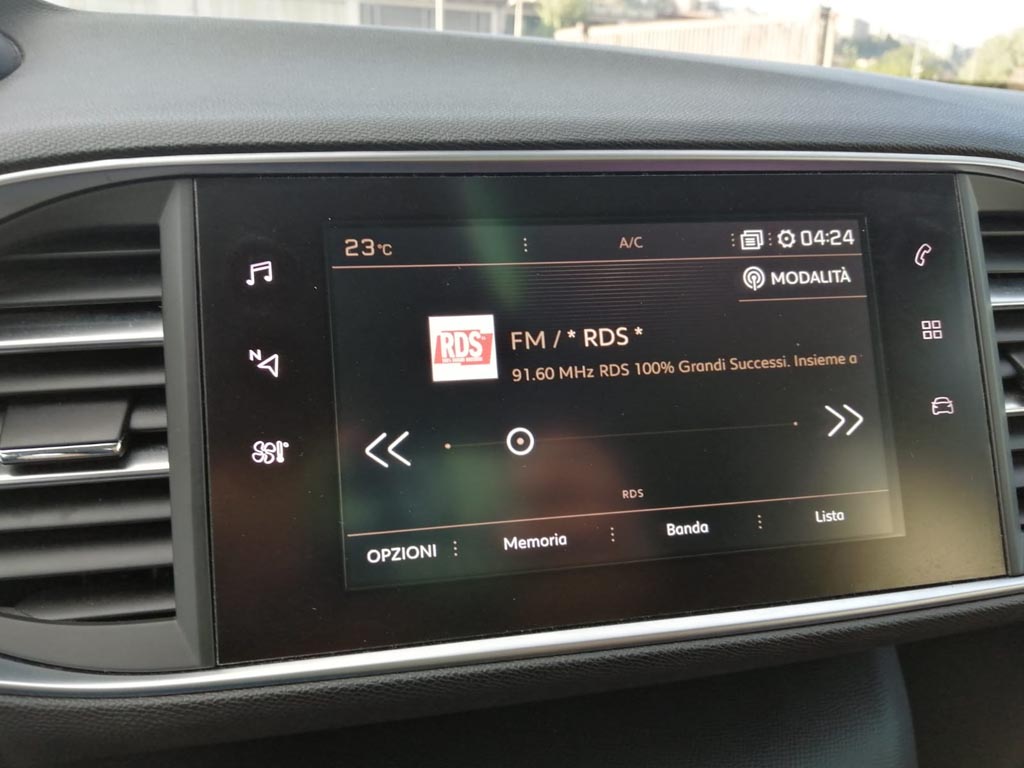 23°C A/C 04:24
MODALITÀ
N
RDS
FM / * RDS *
91.60 MHz RDS 100% Grandi Successi. Insieme a
RDS
OPZIONI Memoria Banda Lista